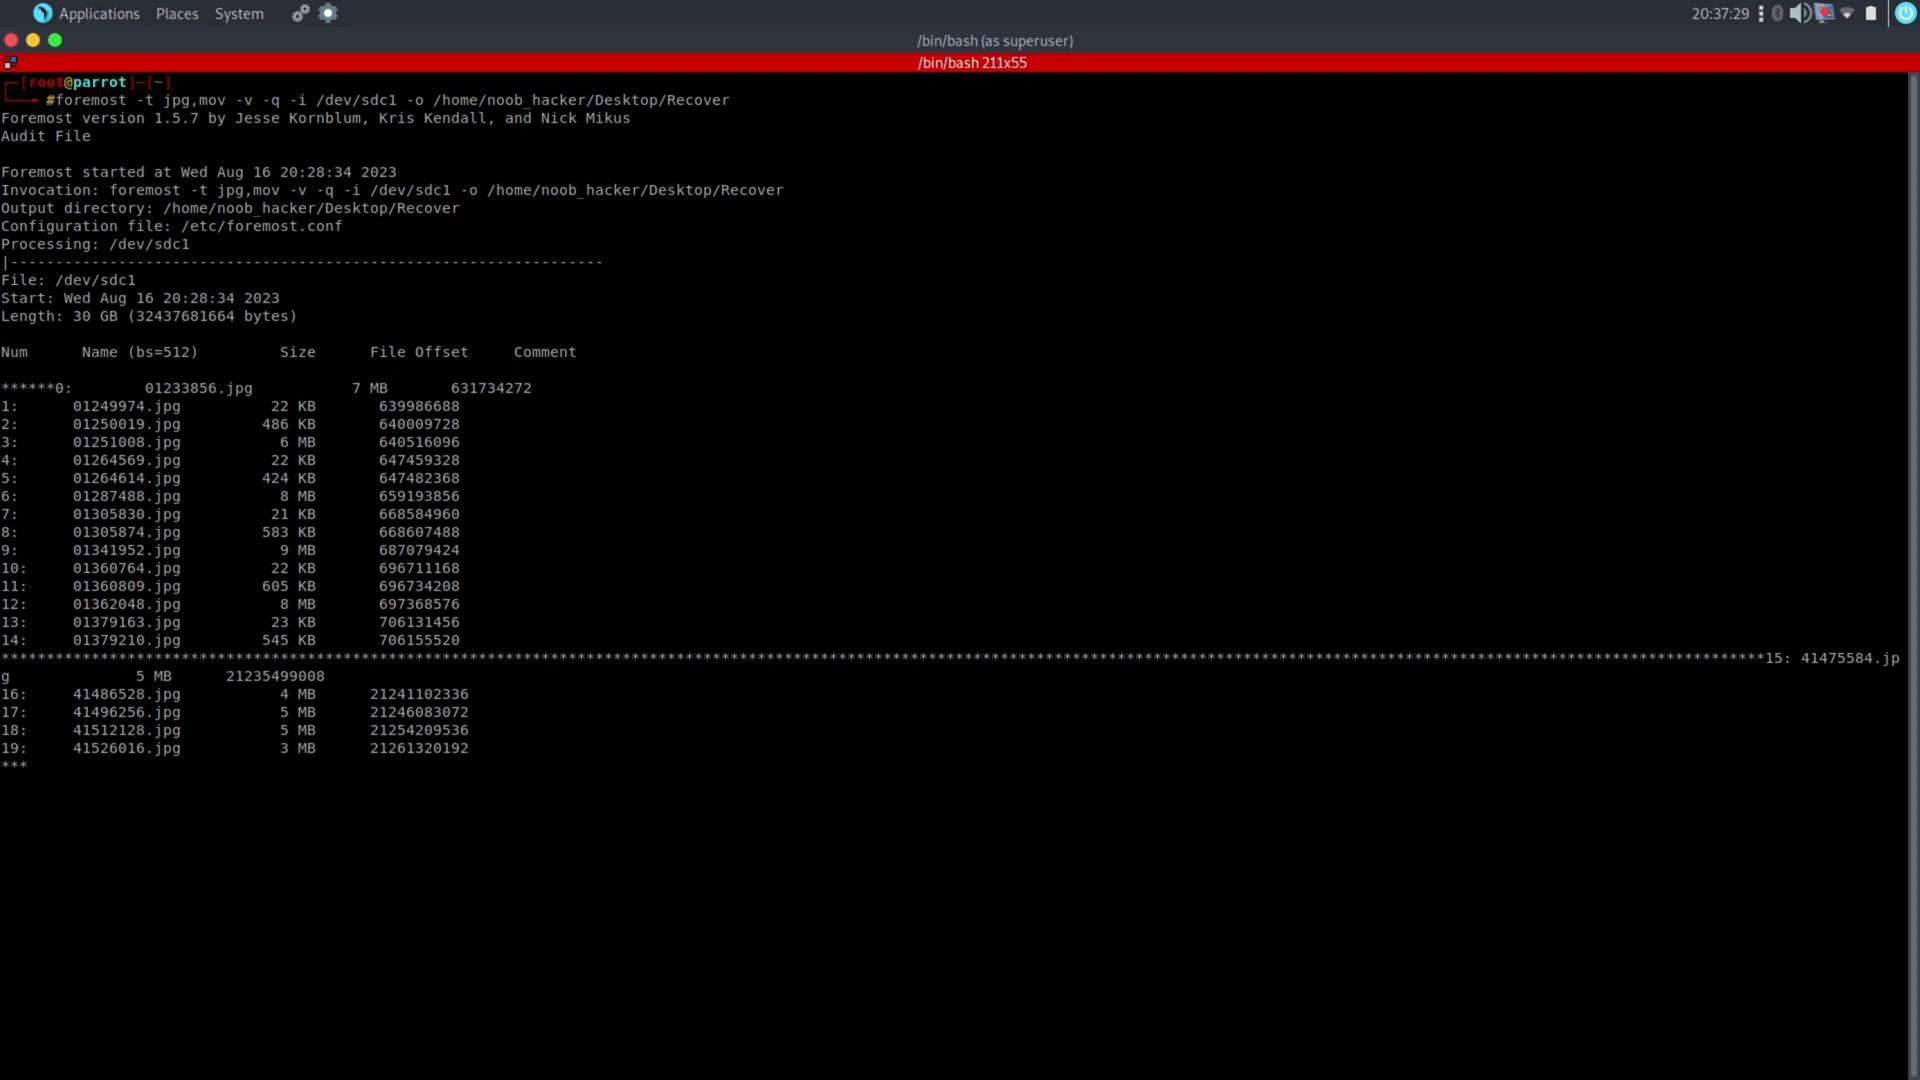 Applications Places System 20:37:29
/bin/bash (as superuser)
/bin/bash 211x55
┌─[root@parrot]─[~]
└──╼ #foremost -t jpg,mov -v -q -i /dev/sdc1 -o /home/noob_hacker/Desktop/Recover
Foremost version 1.5.7 by Jesse Kornblum, Kris Kendall, and Nick Mikus
Audit File
Foremost started at Wed Aug 16 20:28:34 2023
Invocation: foremost -t jpg,mov -v -q -i /dev/sdc1 -o /home/noob_hacker/Desktop/Recover
Output directory: /home/noob_hacker/Desktop/Recover
Configuration file: /etc/foremost.conf
Processing: /dev/sdc1
|------------------------------------------------------------------
File: /dev/sdc1
Start: Wed Aug 16 20:28:34 2023
Length: 30 GB (32437681664 bytes)
Num Name (bs=512) Size File Offset Comment
******0: 01233856.jpg 7 MB 631734272
1: 01249974.jpg 22 KB 639986688
2: 01250019.jpg 486 KB 640009728
3: 01251008.jpg 6 MB 640516096
4: 01264569.jpg 22 KB 647459328
5: 01264614.jpg 424 KB 647482368
6: 01287488.jpg 8 MB 659193856
7: 01305830.jpg 21 KB 668584960
8: 01305874.jpg 583 KB 668607488
9: 01341952.jpg 9 MB 687079424
10: 01360764.jpg 22 KB 696711168
11: 01360809.jpg 605 KB 696734208
12: 01362048.jpg 8 MB 697368576
13: 01379163.jpg 23 KB 706131456
14: 01379210.jpg 545 KB 706155520
****************************************************************************************************************************************************************************************************15: 41475584.jp
g 5 MB 21235499008
16: 41486528.jpg 4 MB 21241102336
17: 41496256.jpg 5 MB 21246083072
18: 41512128.jpg 5 MB 21254209536
19: 41526016.jpg 3 MB 21261320192
***